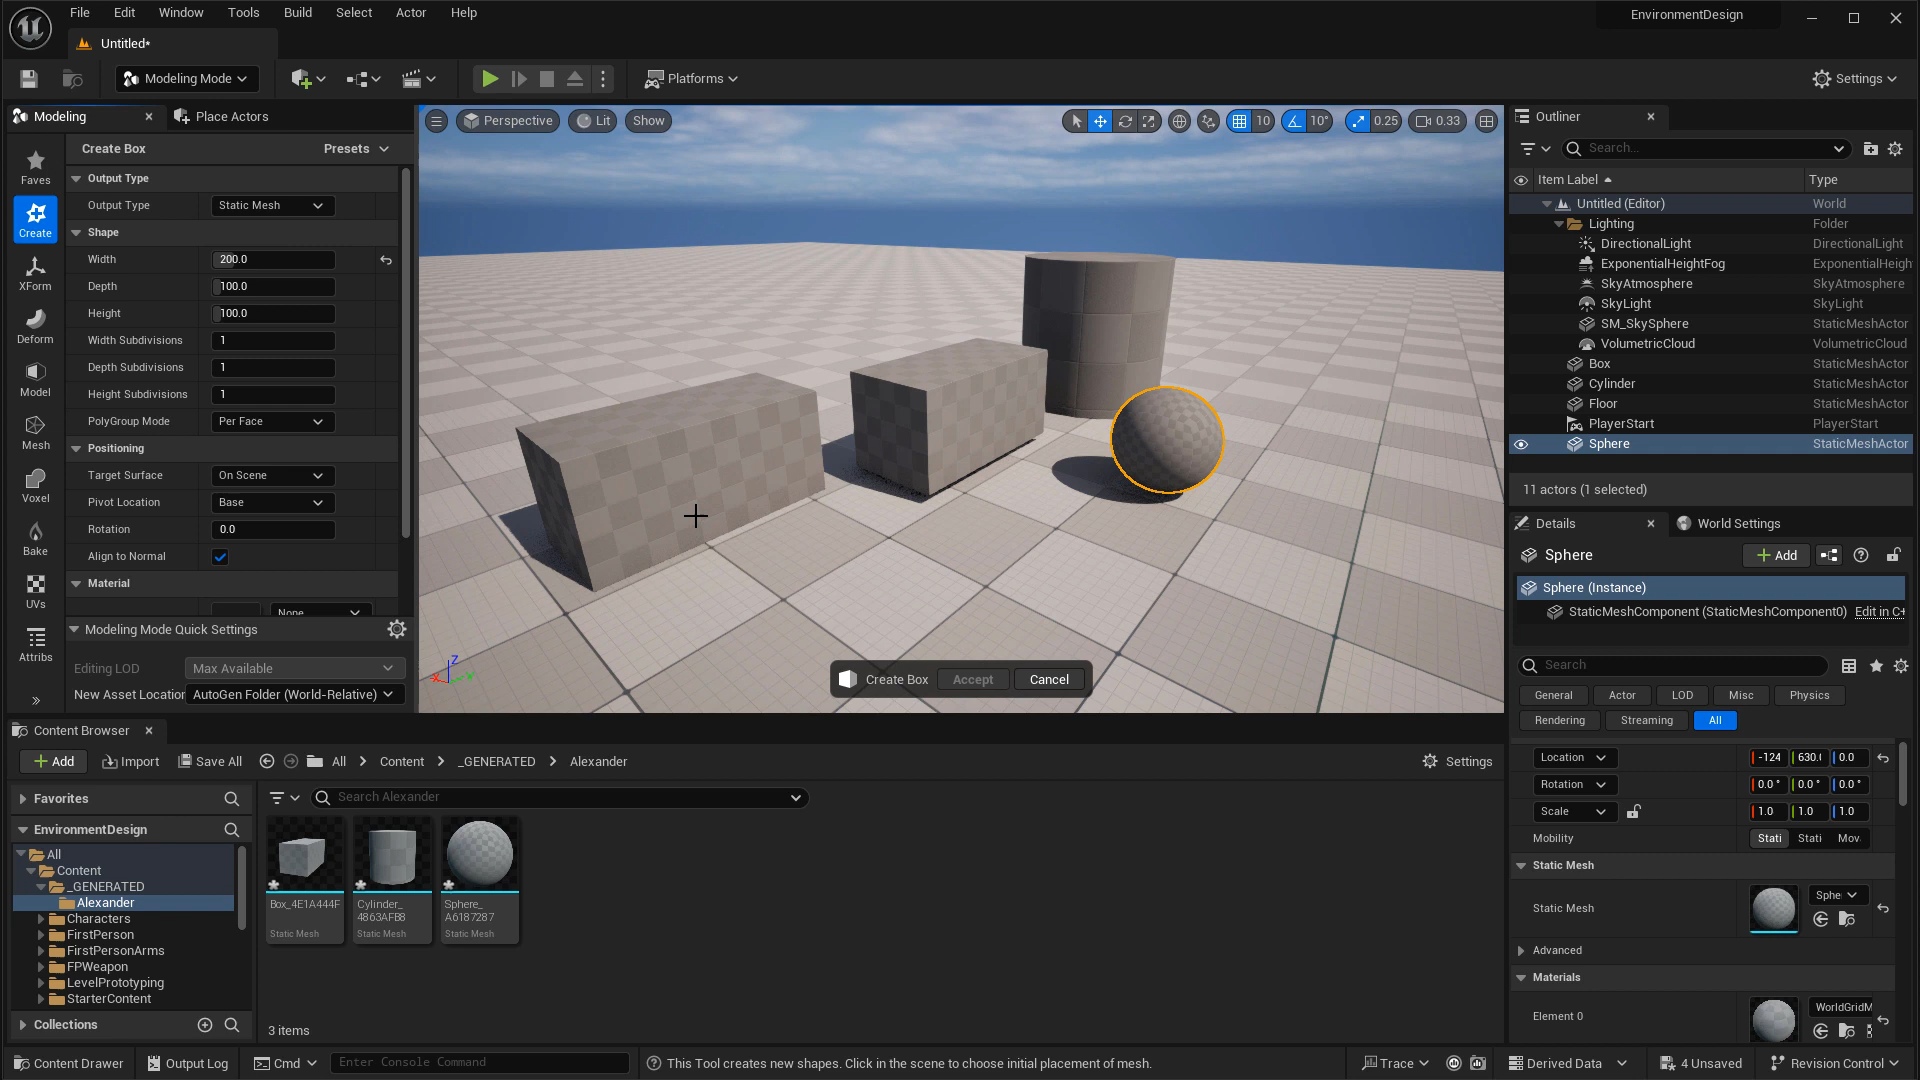 File Edit Window Tools Build Select Actor Help
EnvironmentDesign
Untitled*
Modeling Mode
Platforms
Settings
Modeling
Place Actors
Create Box
Presets
Faves
Create
XForm
Deform
Model
Mesh
Voxel
Bake
UVs
Attribs
Output Type
Output Type Static Mesh
Shape
Width 200.0
Depth 100.0
Height 100.0
Width Subdivisions 1
Depth Subdivisions 1
Height Subdivisions 1
PolyGroup Mode Per Face
Positioning
Target Surface On Scene
Pivot Location Base
Rotation 0.0
Align to Normal
Material
None
Modeling Mode Quick Settings
Editing LOD Max Available
New Asset Location AutoGen Folder (World-Relative)
Perspective Lit Show
10 10° 0.25 0.33
Z
X Y
Create Box Accept Cancel
Outliner
Search...
Item Label Type
Untitled (Editor) World
Lighting Folder
DirectionalLight DirectionalLight
ExponentialHeightFog ExponentialHeigh
SkyAtmosphere SkyAtmosphere
SkyLight SkyLight
SM_SkySphere StaticMeshActor
VolumetricCloud VolumetricCloud
Box StaticMeshActor
Cylinder StaticMeshActor
Floor StaticMeshActor
PlayerStart PlayerStart
Sphere StaticMeshActor
11 actors (1 selected)
Details World Settings
Sphere Add
Sphere (Instance)
StaticMeshComponent (StaticMeshComponent0) Edit in C+
Search
General Actor LOD Misc Physics
Rendering Streaming All
Location -124 630.( 0.0
Rotation 0.0 ° 0.0 ° 0.0 °
Scale 1.0 1.0 1.0
Mobility Stati Stati Mov
Static Mesh
Static Mesh Sphe
Advanced
Materials
WorldGridM
Element 0
Content Browser
Add Import Save All All Content _GENERATED Alexander Settings
Favorites
Search Alexander
EnvironmentDesign
All
Content
_GENERATED
Alexander
Characters
FirstPerson
FirstPersonArms
FPWeapon
LevelPrototyping
StarterContent
Collections
Box_4E1A444F
Static Mesh
Cylinder_
4863AFB8
Static Mesh
Sphere_
A6187287
Static Mesh
3 items
Content Drawer Output Log Cmd Enter Console Command This Tool creates new shapes. Click in the scene to choose initial placement of mesh. Trace Derived Data 4 Unsaved Revision Control